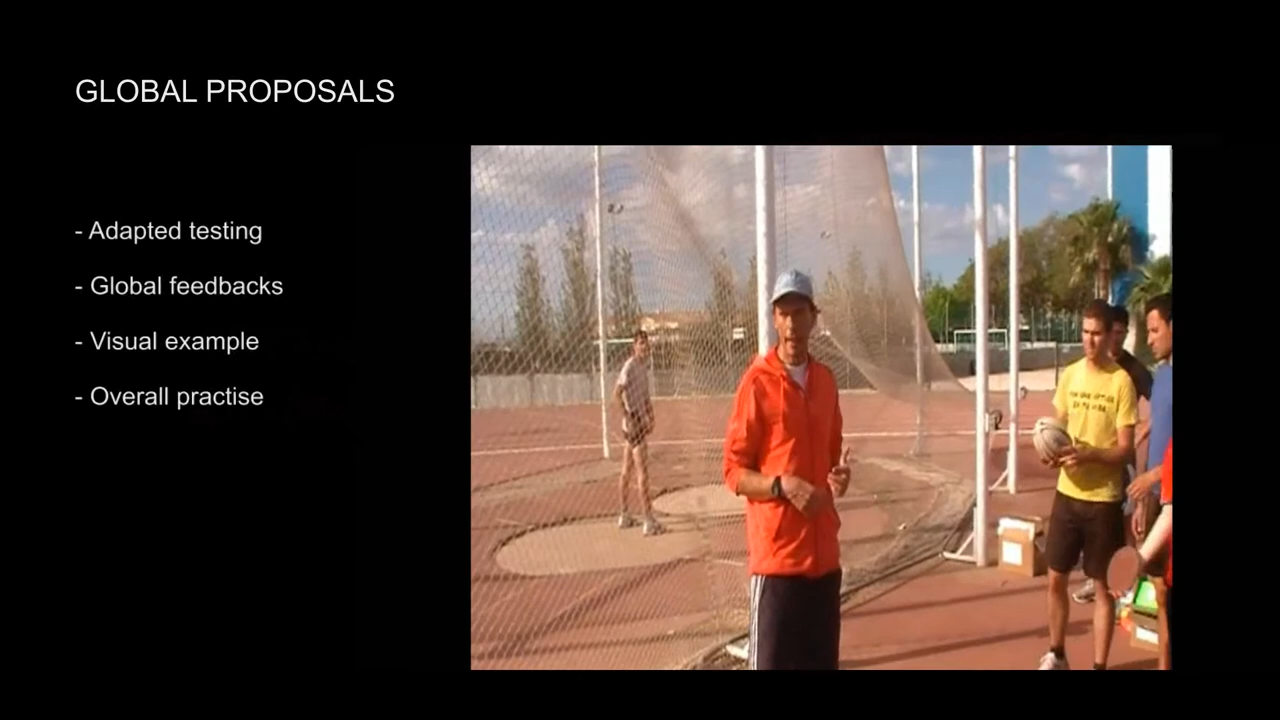 GLOBAL PROPOSALS
- Adapted testing
- Global feedbacks
- Visual example
- Overall practise